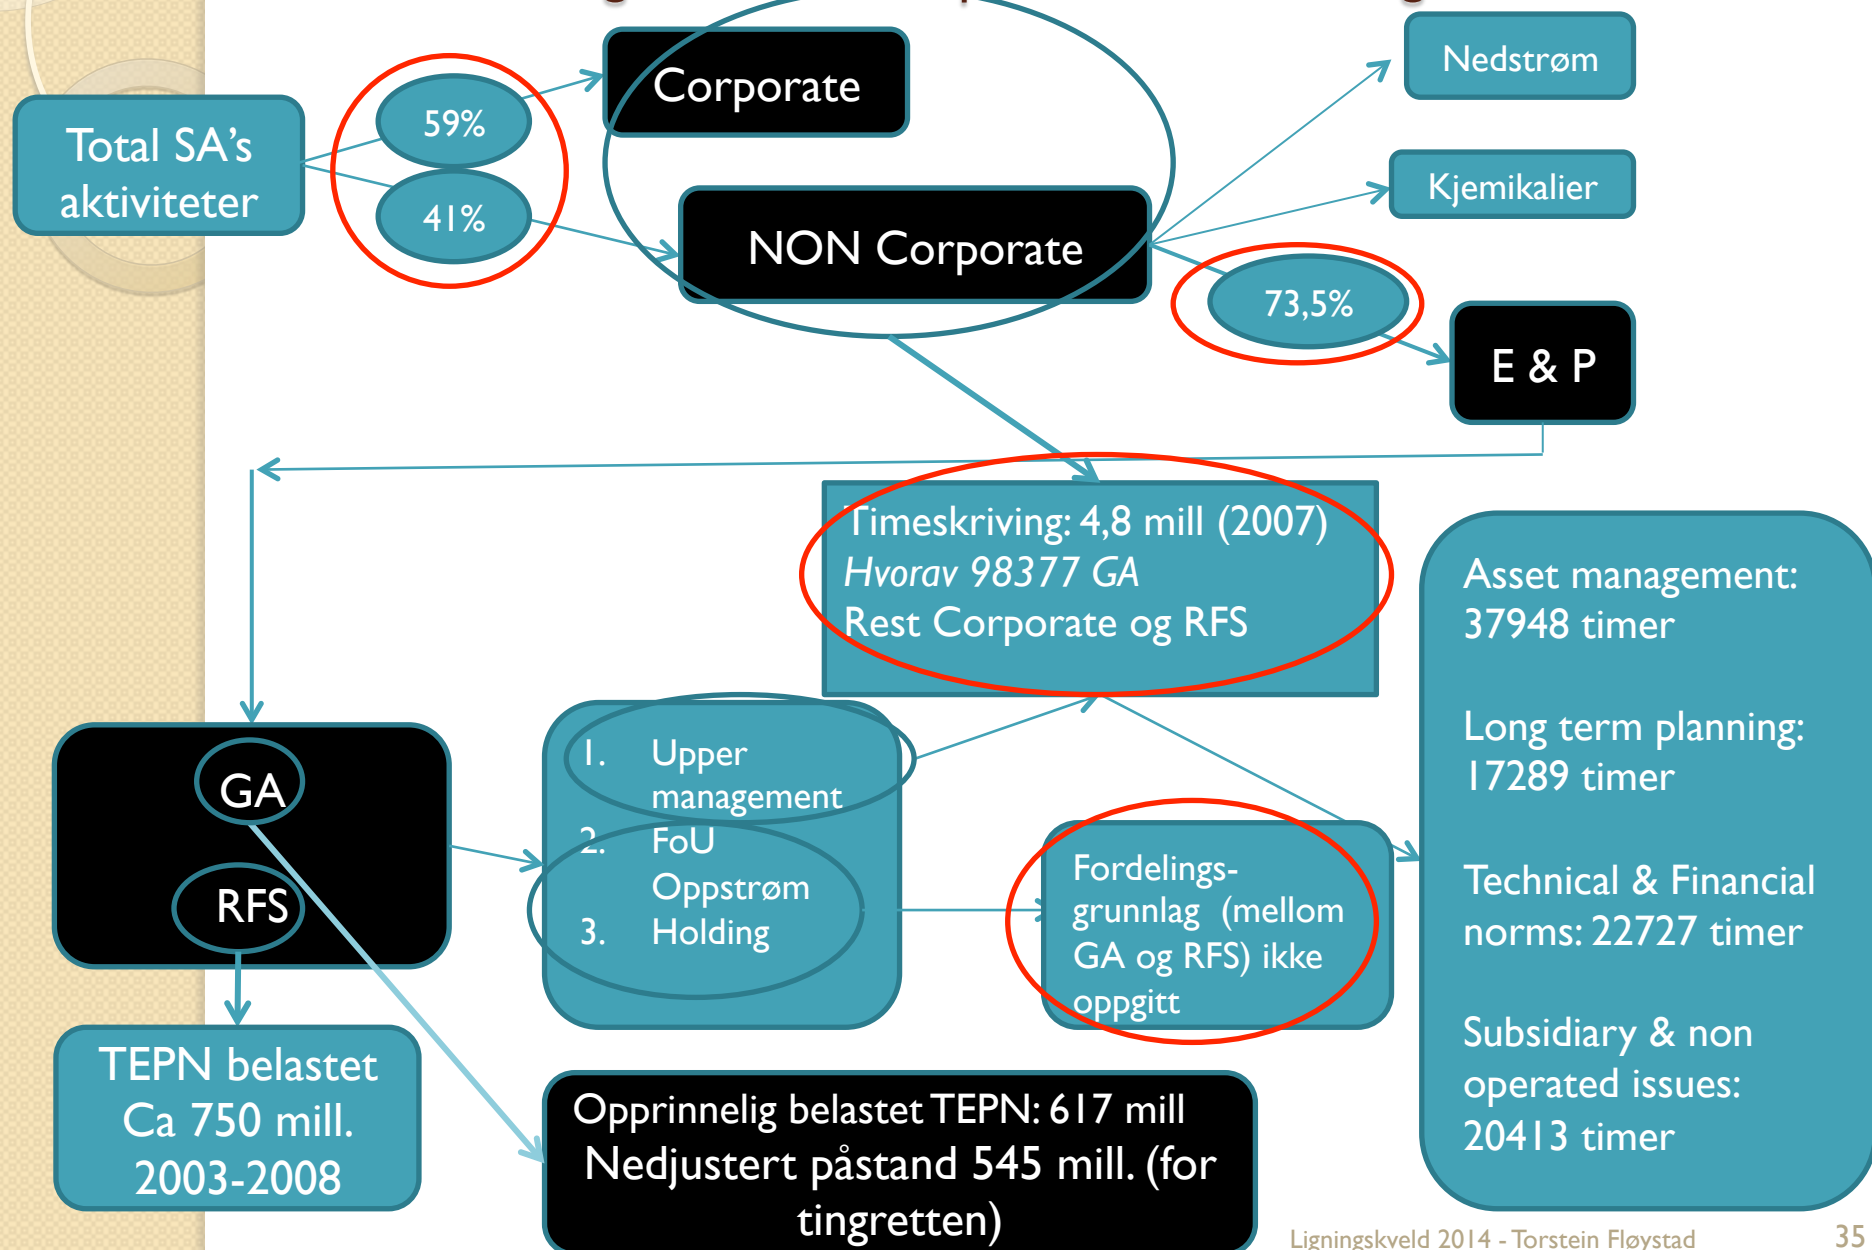 Total SA's
aktiviteter
59%
41%
Corporate
NON Corporate
Nedstrøm
Kjemikalier
73,5%
E & P
Timeskriving: 4,8 mill (2007)
Hvorav 98377 GA
Rest Corporate og RFS
GA
RFS
1. Upper
management
2. FoU
Oppstrøm
3. Holding
Fordelings-
grunnlag (mellom
GA og RFS) ikke
oppgitt
Asset management:
37948 timer
Long term planning:
17289 timer
Technical & Financial
norms: 22727 timer
Subsidiary & non
operated issues:
20413 timer
TEPN belastet
Ca 750 mill.
2003-2008
Opprinnelig belastet TEPN: 617 mill
Nedjustert påstand 545 mill. (for
tingretten)
Ligningskveld 2014 - Torstein Fløystad
35